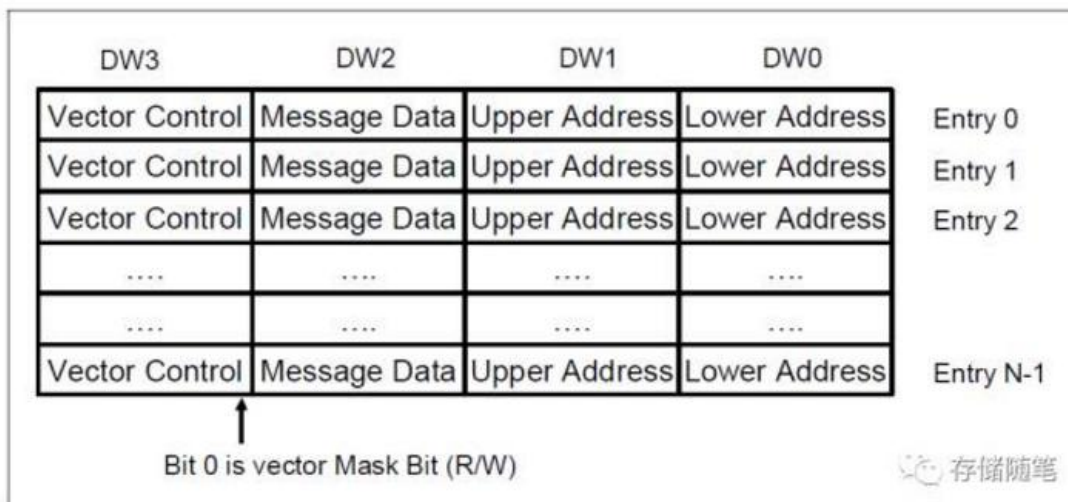 DW3 DW2 DW1 DW0
Vector Control Message Data Upper Address Lower Address Entry 0
Vector Control Message Data Upper Address Lower Address Entry 1
Vector Control Message Data Upper Address Lower Address Entry 2
.... .... .... ....
.... .... .... ....
Vector Control Message Data Upper Address Lower Address Entry N-1
Bit 0 is vector Mask Bit (R/W)
存储随笔